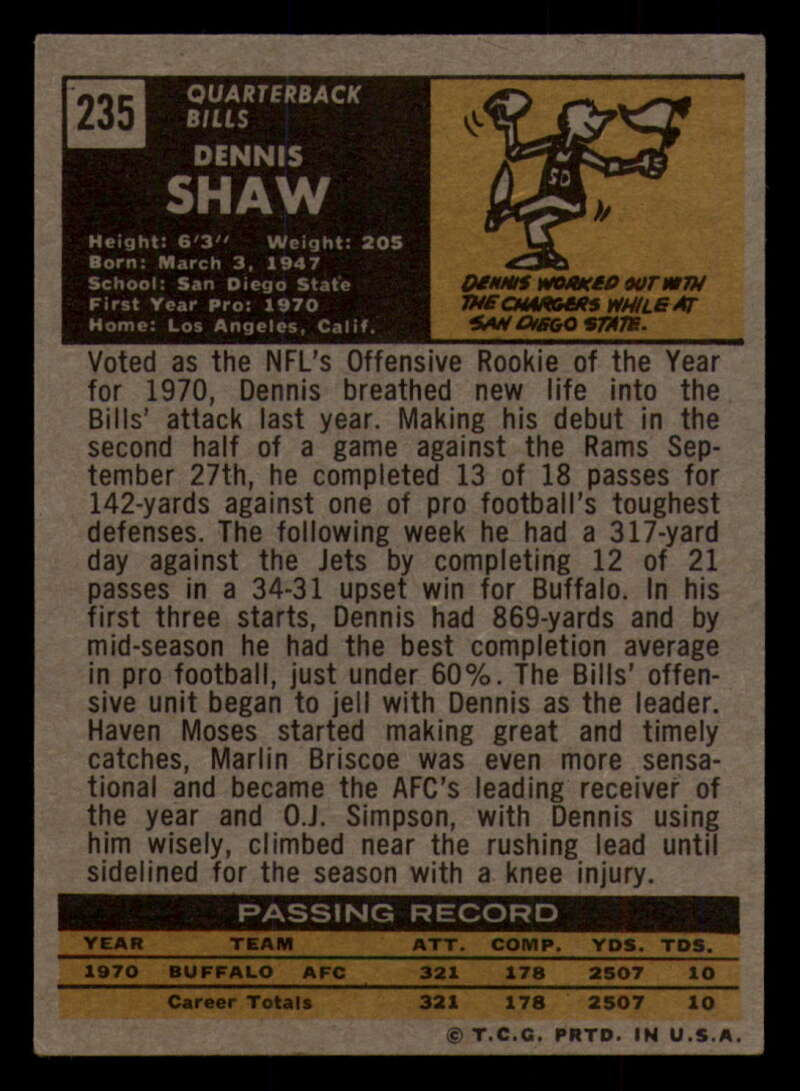 235
QUARTERBACK
BILLS
DENNIS
SHAW
Height: 6'3" Weight: 205
Born: March 3, 1947
School: San Diego State
First Year Pro: 1970
Home: Los Angeles, Calif.
SD
DENNIS WORKED OUT WITH
THE CHARGERS WHILE AT
SAN DIEGO STATE.
Voted as the NFL's Offensive Rookie of the Year
for 1970, Dennis breathed new life into the
Bills' attack last year. Making his debut in the
second half of a game against the Rams Sep-
tember 27th, he completed 13 of 18 passes for
142-yards against one of pro football's toughest
defenses. The following week he had a 317-yard
day against the Jets by completing 12 of 21
passes in a 34-31 upset win for Buffalo. In his
first three starts, Dennis had 869-yards and by
mid-season he had the best completion average
in pro football, just under 60%. The Bills' offen-
sive unit began to jell with Dennis as the leader.
Haven Moses started making great and timely
catches, Marlin Briscoe was even more sensa-
tional and became the AFC's leading receiver of
the year and O.J. Simpson, with Dennis using
him wisely, climbed near the rushing lead until
sidelined for the season with a knee injury.
PASSING RECORD
YEAR TEAM ATT. COMP. YDS. TDS.
1970 BUFFALO AFC 321 178 2507 10
Career Totals 321 178 2507 10
© T.C.G. PRTD. IN U.S.A.